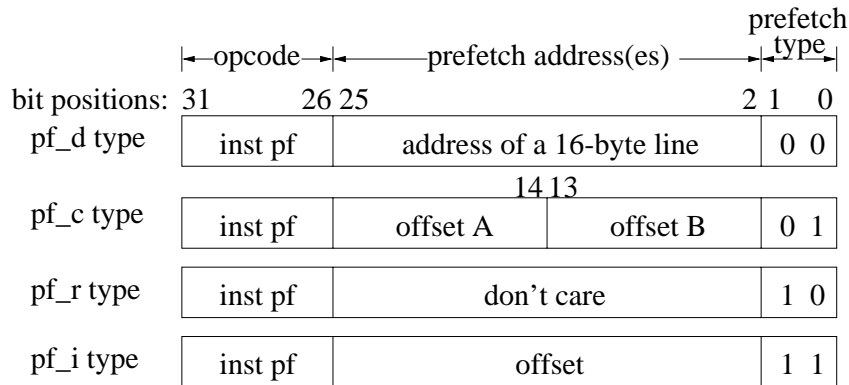 prefetch
opcode prefetch address(es) type
bit positions: 31 26 25 2 1 0
pf_d type inst pf address of a 16-byte line 0 0
14 13
pf_c type inst pf offset A offset B 0 1
pf_r type inst pf don't care 1 0
pf_i type inst pf offset 1 1